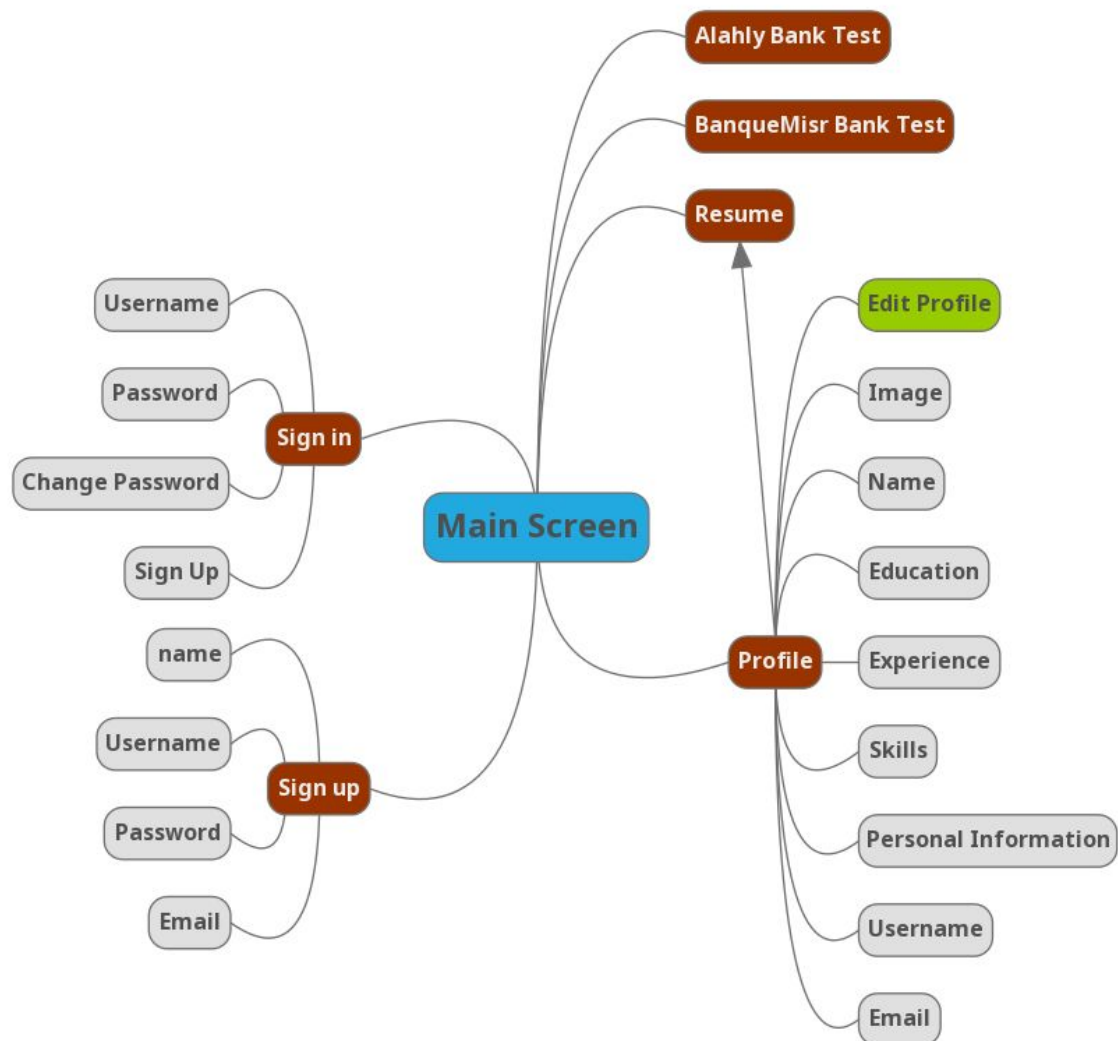 Alahly Bank Test
BanqueMisr Bank Test
Resume
Username
Password
Change Password
Sign Up
Sign in
Main Screen
name
Username
Password
Email
Sign up
Profile
Edit Profile
Image
Name
Education
Experience
Skills
Personal Information
Username
Email